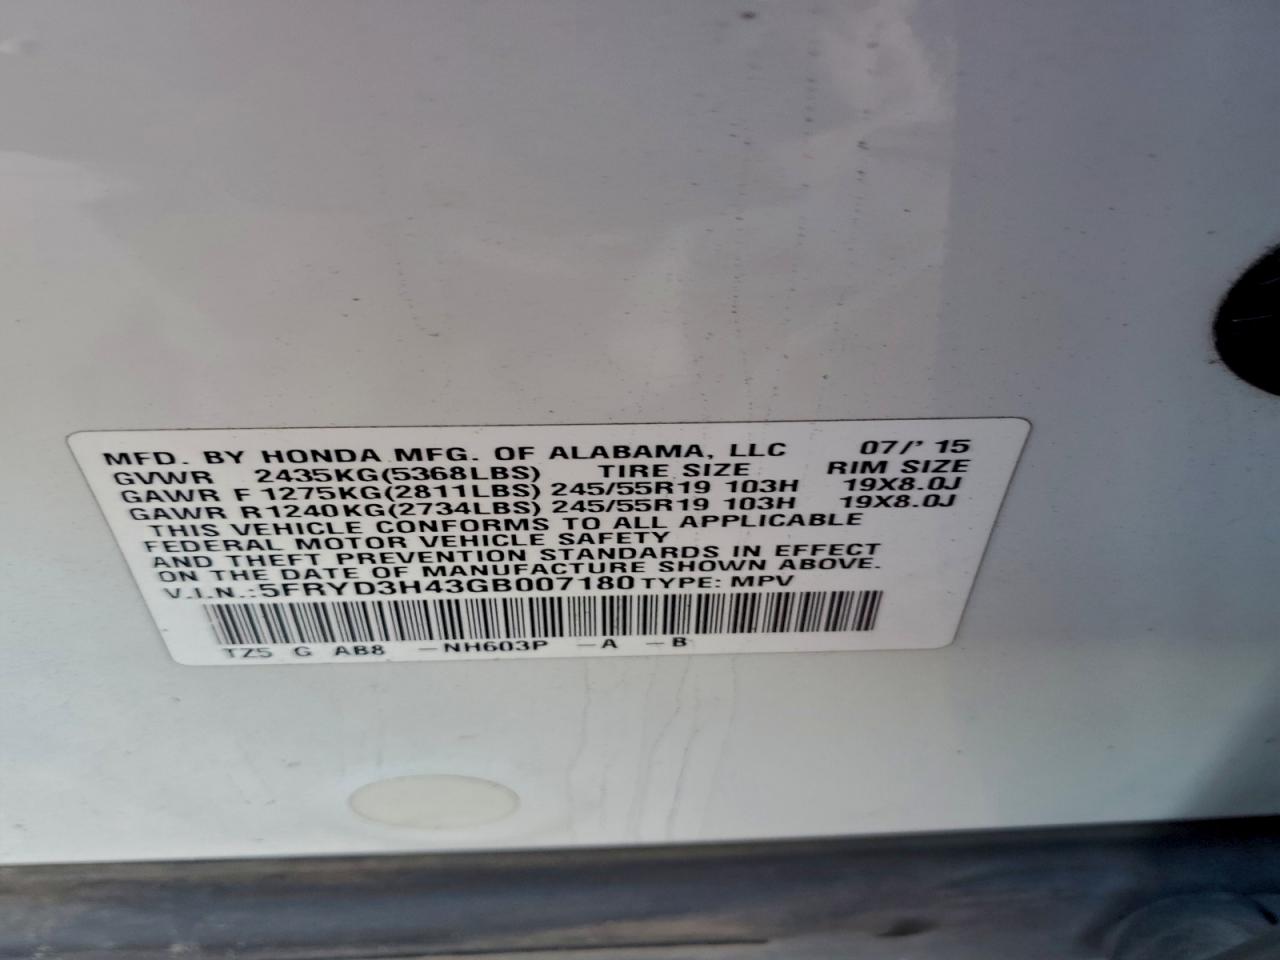 MFD. BY HONDA MFG. OF ALABAMA, LLC 07/' 15
GVWR 2435KG(5368LBS) TIRE SIZE RIM SIZE
GAWR F 1275KG(2811LBS) 245/55R19 103H 19X8.0J
GAWR R1240KG(2734LBS) 245/55R19 103H 19X8.0J
THIS VEHICLE CONFORMS TO ALL APPLICABLE
FEDERAL MOTOR VEHICLE SAFETY
AND THEFT PREVENTION STANDARDS IN EFFECT
ON THE DATE OF MANUFACTURE SHOWN ABOVE.
V.I.N.:5FRYD3H43GB007180 TYPE: MPV
TZ5 G AB8 -NH603P -A -B